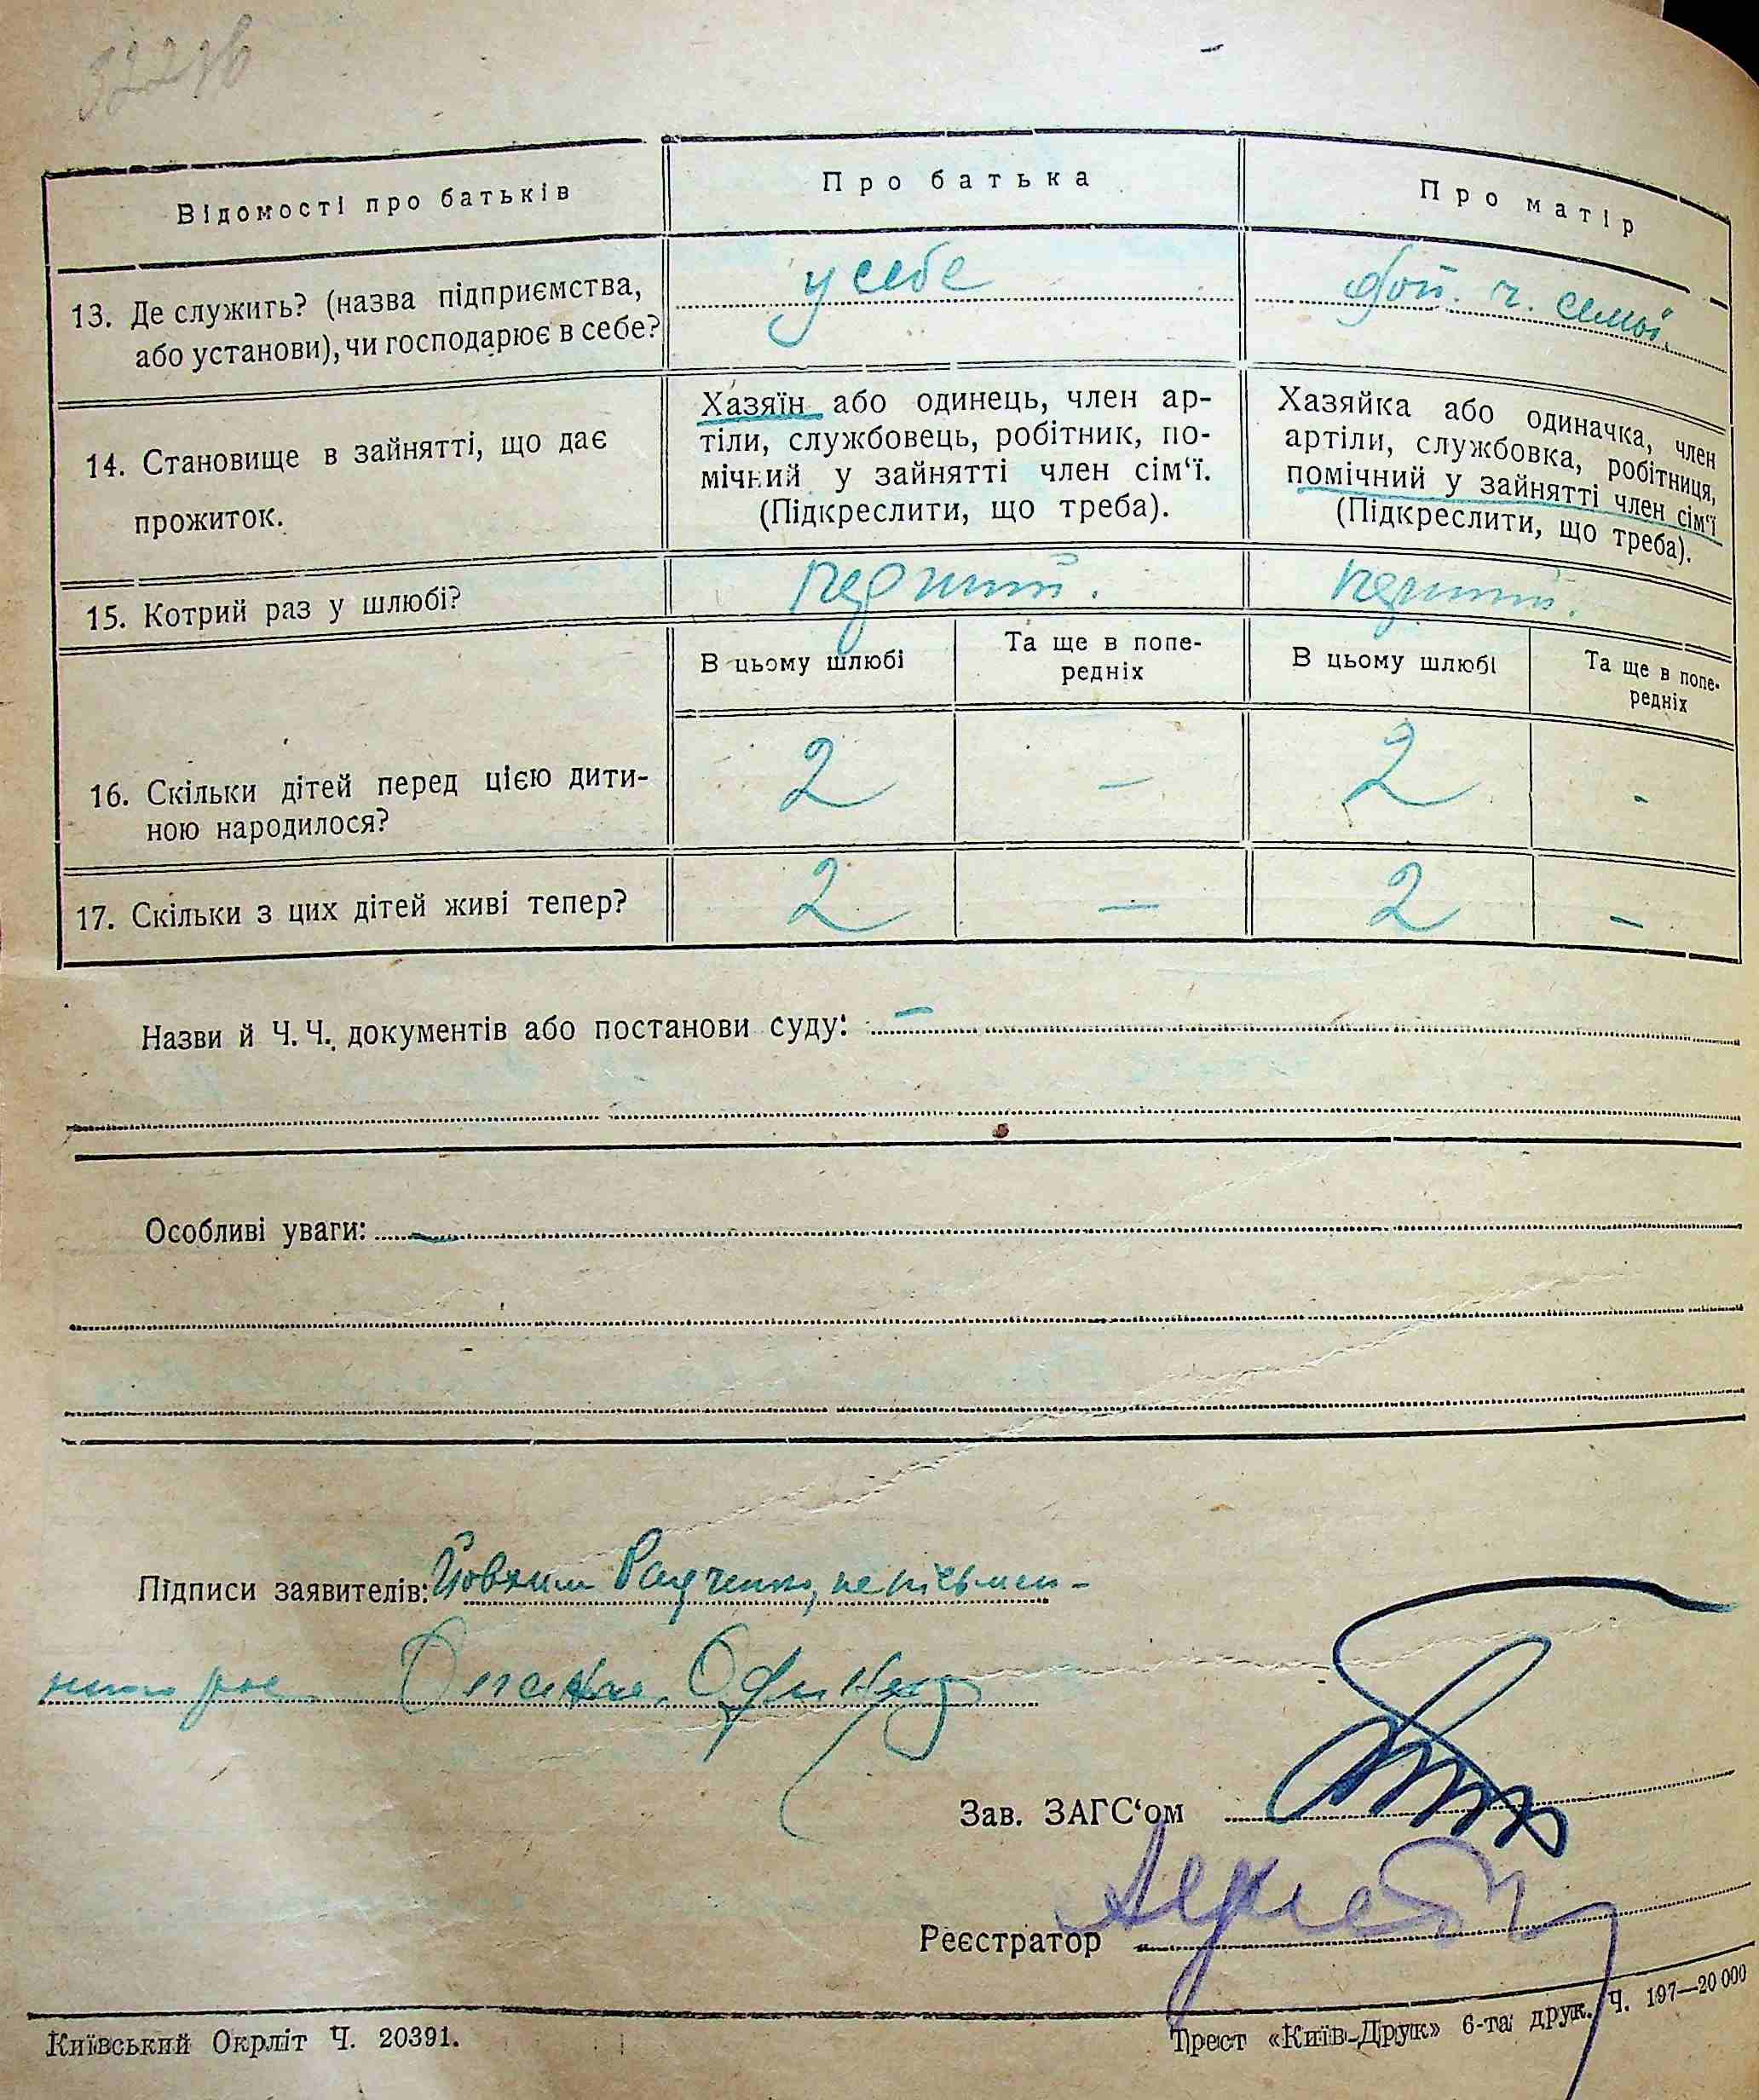 Відомості про батьків
Про батька
Про матір
13. Де служить? (назва підприємства,
або установи), чи господарює в себе?
у себе
доп. ч. семьї.
14. Становище в зайнятті, що дає
прожиток.
Хазяїн або одинець, член ар-
тіли, службовець, робітник, по-
мічний у зайнятті член сім‘ї.
(Підкреслити, що треба).
Хазяйка або одиначка, член
артіли, службовка, робітниця,
помічний у зайнятті член сім‘ї
(Підкреслити, що треба).
15. Котрий раз у шлюбі?
перший.
перший.
В цьому шлюбі
Та ще в попе-
редніх
В цьому шлюбі
Та ще в попе-
редніх
16. Скільки дітей перед цією дити-
ною народилося?
2 – 2 -
17. Скільки з цих дітей живі тепер?
2 — 2 –
Назви й Ч. Ч. документів або постанови суду: –
Особливі уваги: –
Підписи заявителів: Йовхим Радченко, неписьмен-
Зав. ЗАГС‘ом
Реєстратор
Київський Окрліт Ч. 20391.
Трест «Київ-Друк» 6-та друк. Ч. 197—20 000